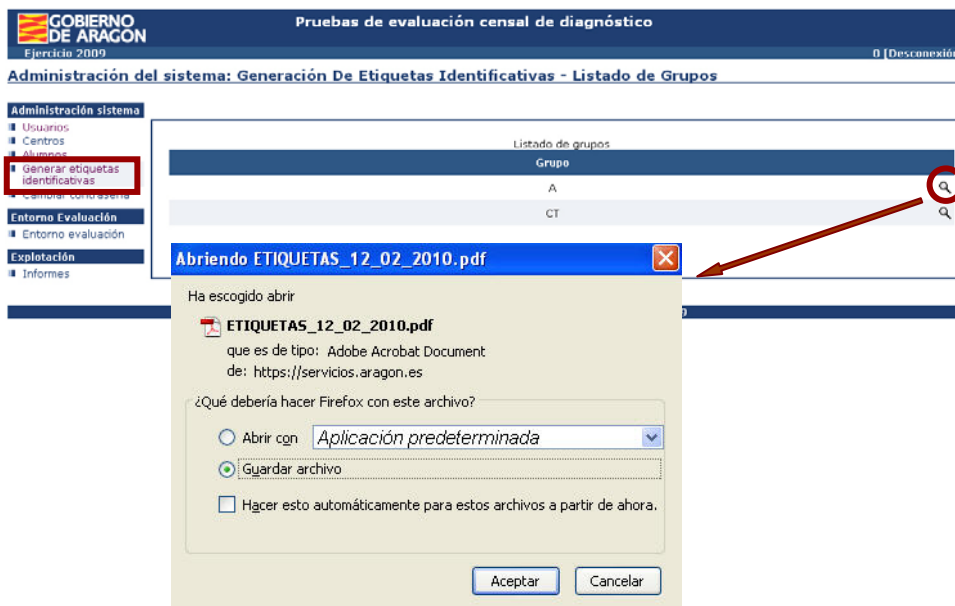 GOBIERNO
DE ARAGON
Pruebas de evaluación censal de diagnóstico
Ejercicio 2009
0 [Desconexión
Administración del sistema: Generación De Etiquetas Identificativas - Listado de Grupos
Administración sistema
Usuarios
Centros
Alumnos
Generar etiquetas
identificativas
Cambiar contraseña
Entorno Evaluación
Entorno evaluación
Explotación
Informes
Listado de grupos
Grupo
A
CT
Abriendo ETIQUETAS_12_02_2010.pdf
Ha escogido abrir
ETIQUETAS_12_02_2010.pdf
que es de tipo: Adobe Acrobat Document
de: https://servicios.aragon.es
¿Qué debería hacer Firefox con este archivo?
Abrir con Aplicación predeterminada
Guardar archivo
Hacer esto automáticamente para estos archivos a partir de ahora.
Aceptar Cancelar